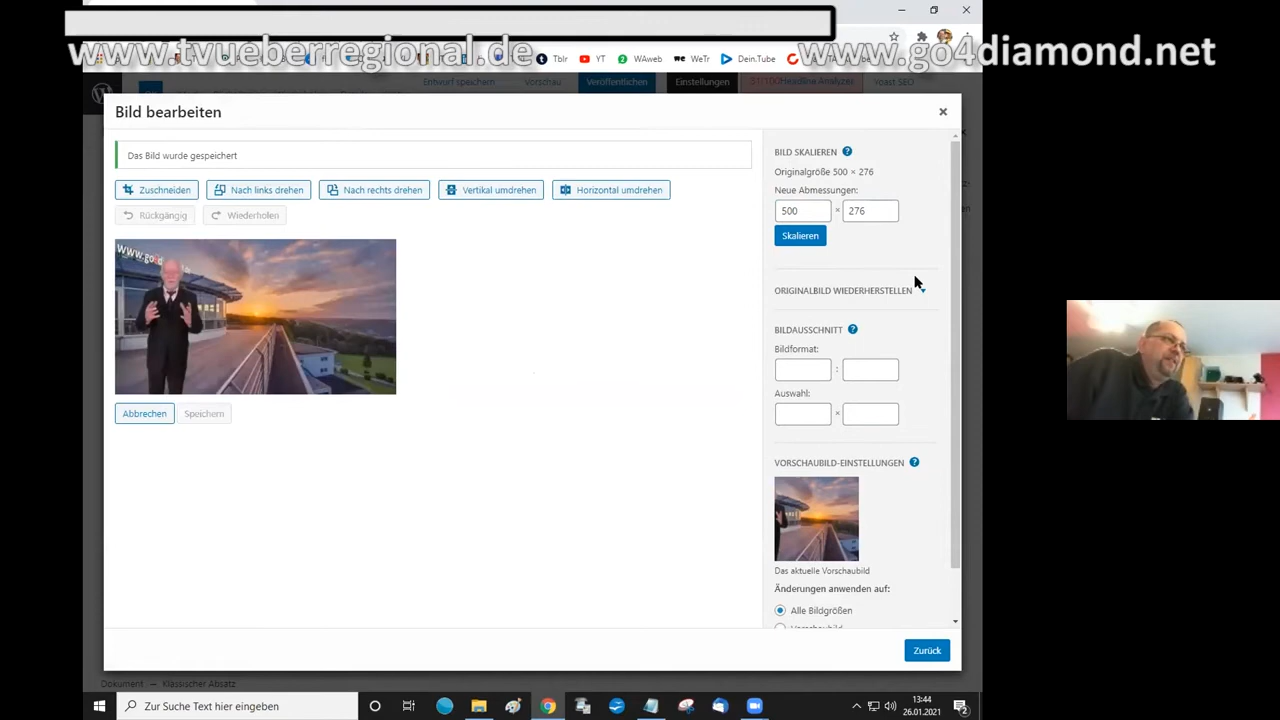 www.tvueberregional.de
www.go4diamond.net
Tblr
YT
WAweb
WeTr
Dein.Tube
Entwurf speichern
Vorschau
Veröffentlichen
Einstellungen
Headline Analyzer
Yoast SEO
Bild bearbeiten
Das Bild wurde gespeichert
Zuschneiden
Nach links drehen
Nach rechts drehen
Vertikal umdrehen
Horizontal umdrehen
Rückgängig
Wiederholen
www.go4d
Abbrechen
Speichern
BILD SKALIEREN ?
Originalgröße 500 × 276
Neue Abmessungen:
500 × 276
Skalieren
ORIGINALBILD WIEDERHERSTELLEN
BILDAUSSCHNITT ?
Bildformat:
:
Auswahl:
×
VORSCHAUBILD-EINSTELLUNGEN ?
Das aktuelle Vorschaubild
Änderungen anwenden auf:
Alle Bildgrößen
Vorschaubild
Zurück
Dokument → Klassischer Absatz
Zur Suche Text hier eingeben
13:44
26.01.2021
2